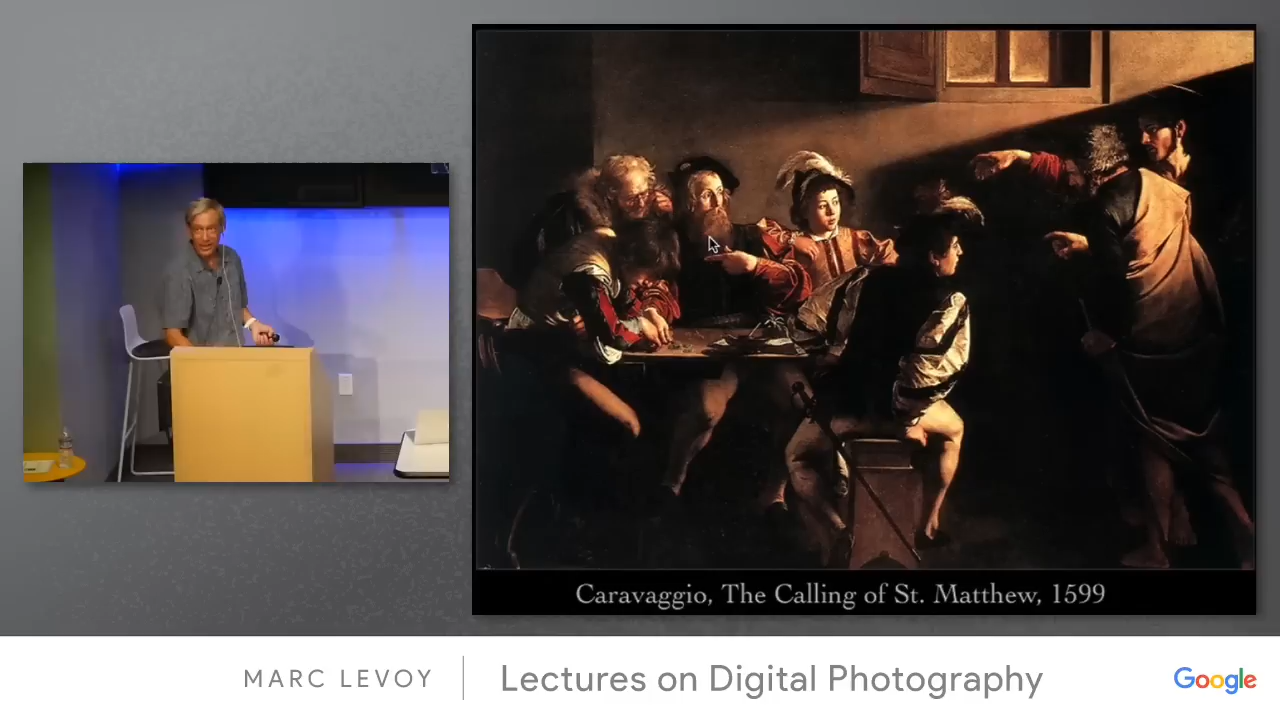 Caravaggio, The Calling of St. Matthew, 1599
MARC LEVOY
Lectures on Digital Photography
Google